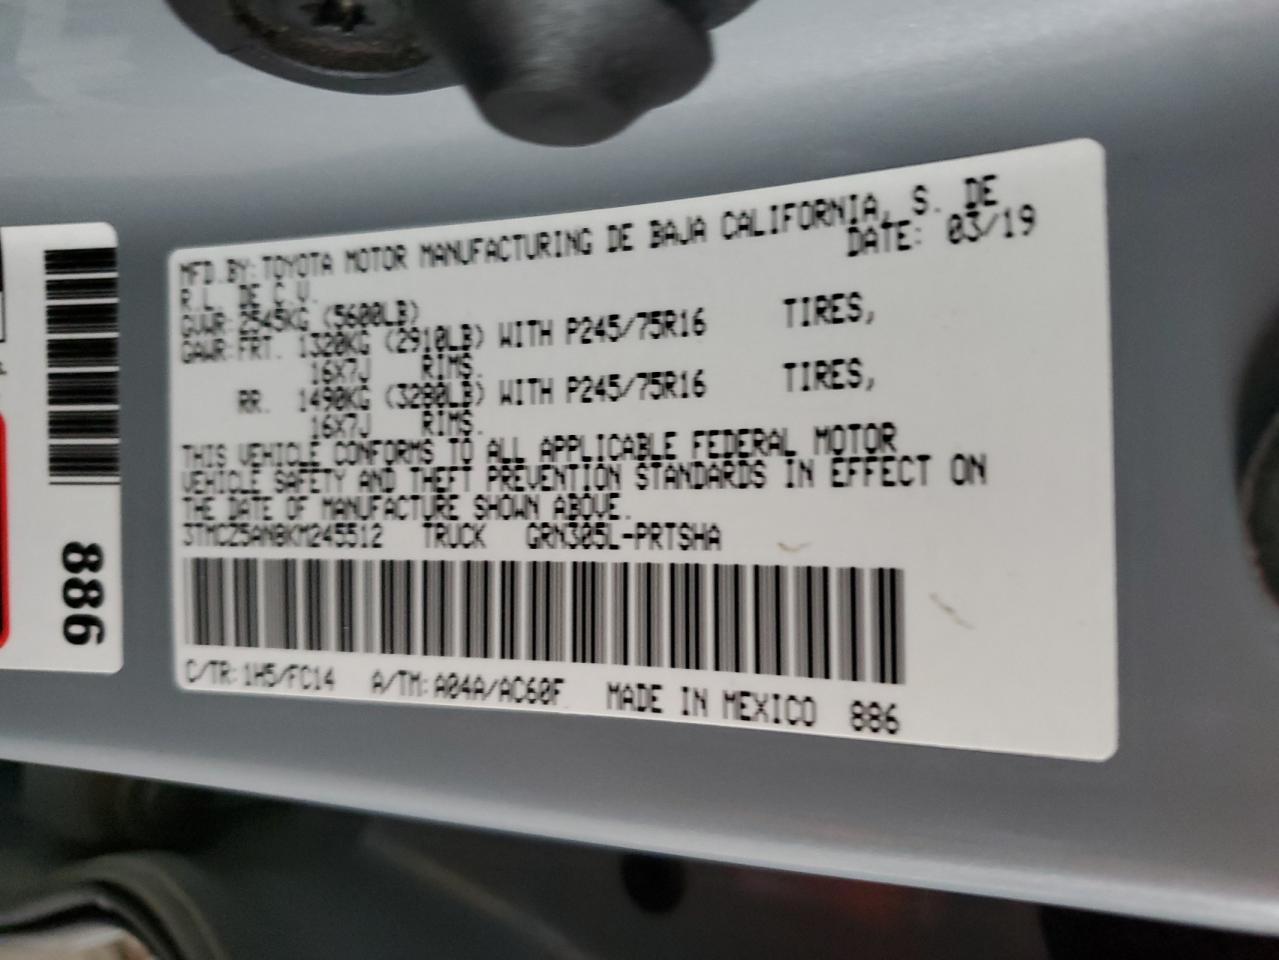 MFD.BY: TOYOTA MOTOR MANUFACTURING DE BAJA CALIFORNIA, S. DE
R.L. DE C.V. DATE: 03/19
GVWR: 2545KG (5600LB)
GAWR: FRT. 1320KG (2910LB) WITH P245/75R16 TIRES,
16X7J RIMS.
RR. 1490KG (3280LB) WITH P245/75R16 TIRES,
16X7J RIMS.
THIS VEHICLE CONFORMS TO ALL APPLICABLE FEDERAL MOTOR
VEHICLE SAFETY AND THEFT PREVENTION STANDARDS IN EFFECT ON
THE DATE OF MANUFACTURE SHOWN ABOVE.
3TMCZ5AN8KM245512 TRUCK GRN305L-PRTSHA
C/TR: 1H5/FC14 A/TM: A04A/AC60F MADE IN MEXICO 886
886